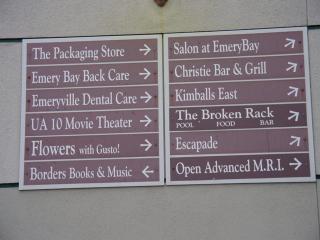 The Packaging Store
Emery Bay Back Care
Emeryville Dental Care
UA 10 Movie Theater
Flowers with Gusto!
Borders Books & Music
Salon at EmeryBay
Christie Bar & Grill
Kimballs East
The Broken Rack
POOL FOOD BAR
Escapade
Open Advanced M.R.I.